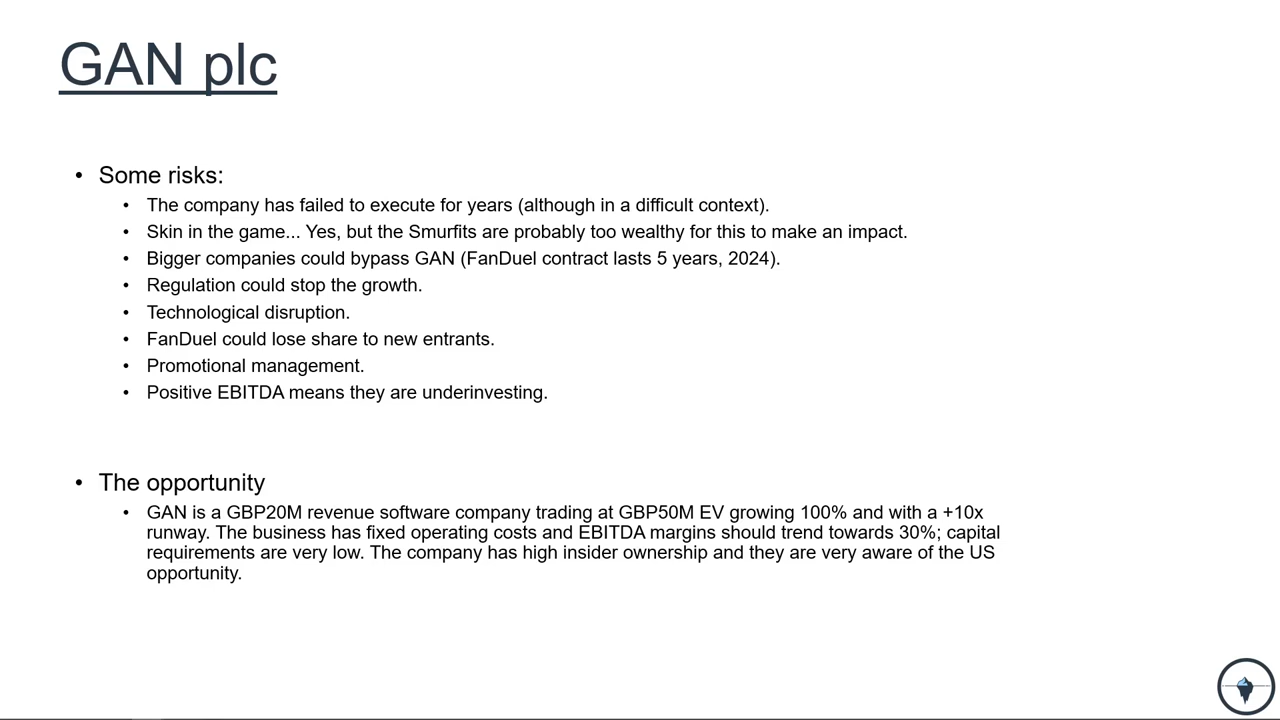 GAN plc
• Some risks:
• The company has failed to execute for years (although in a difficult context).
• Skin in the game... Yes, but the Smurfits are probably too wealthy for this to make an impact.
• Bigger companies could bypass GAN (FanDuel contract lasts 5 years, 2024).
• Regulation could stop the growth.
• Technological disruption.
• FanDuel could lose share to new entrants.
• Promotional management.
• Positive EBITDA means they are underinvesting.
• The opportunity
• GAN is a GBP20M revenue software company trading at GBP50M EV growing 100% and with a +10x
runway. The business has fixed operating costs and EBITDA margins should trend towards 30%; capital
requirements are very low. The company has high insider ownership and they are very aware of the US
opportunity.